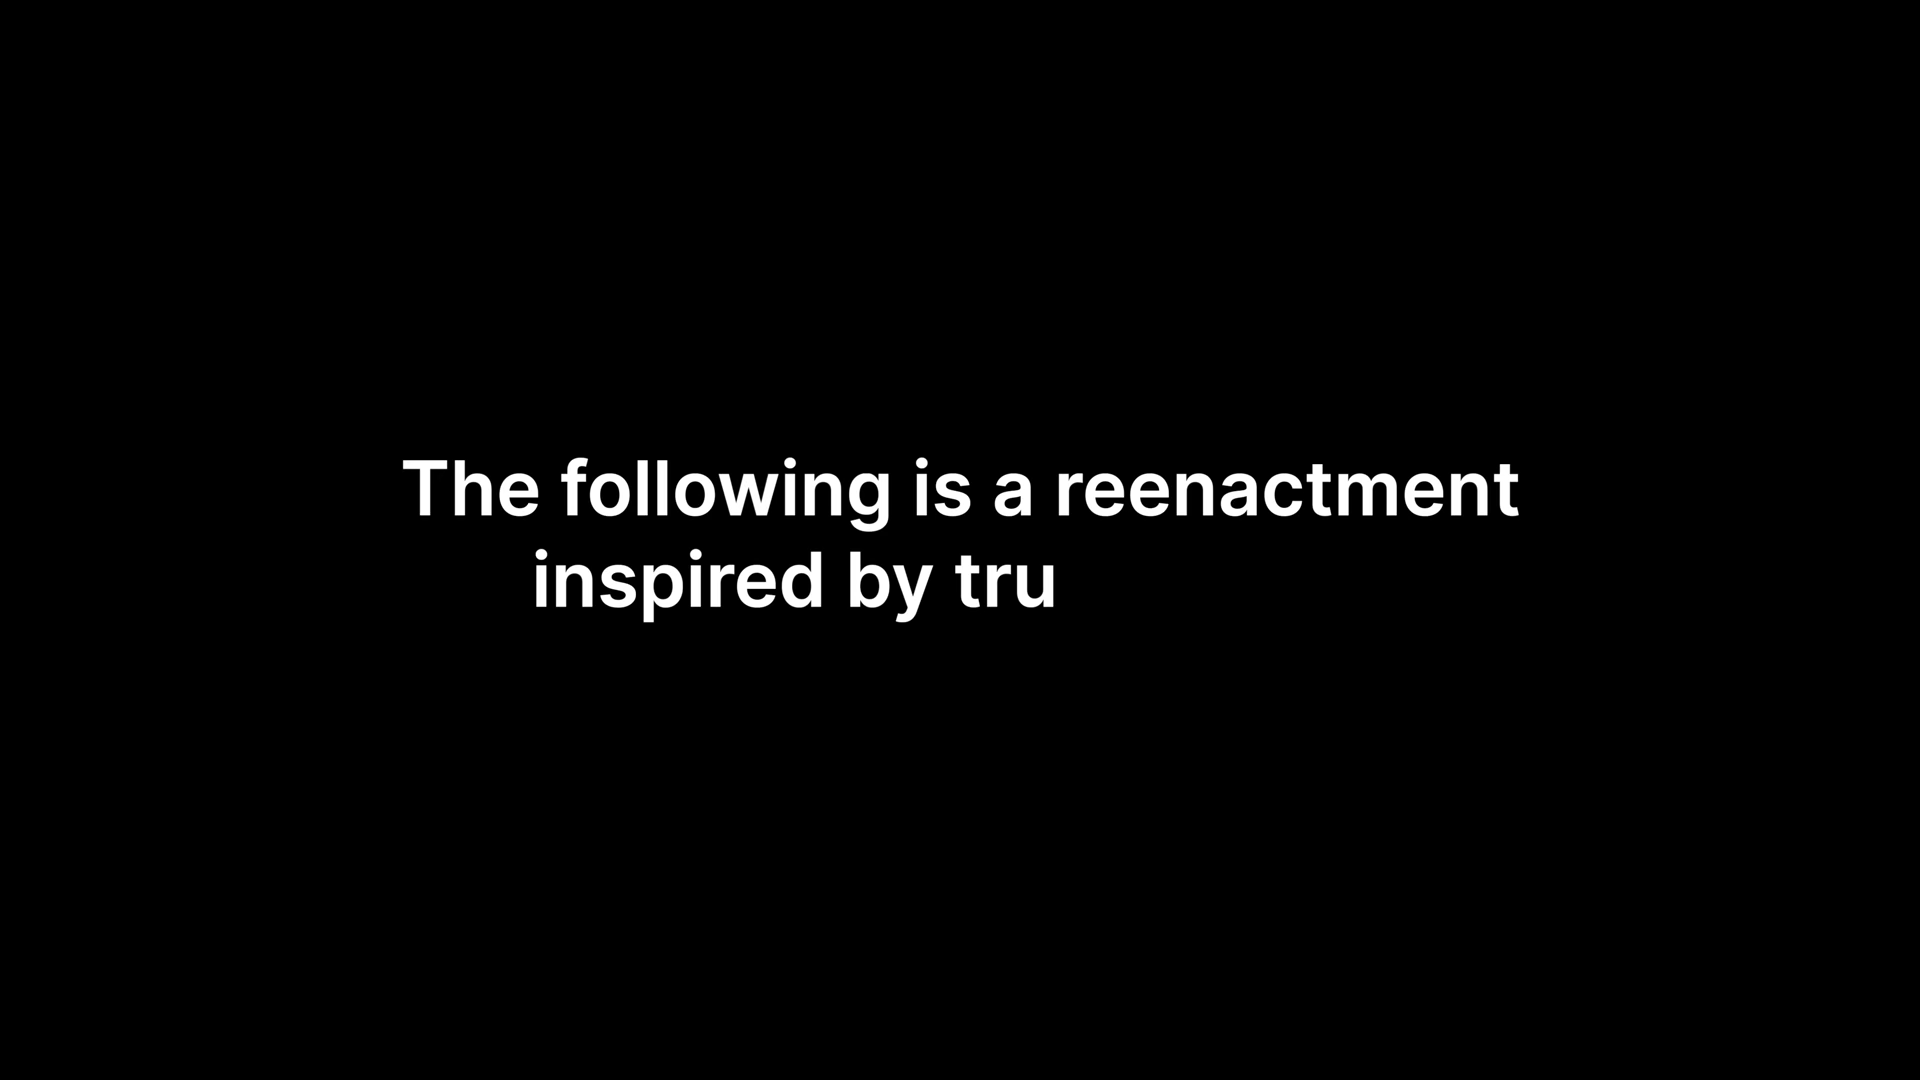 The following is a reenactment
inspired by tru